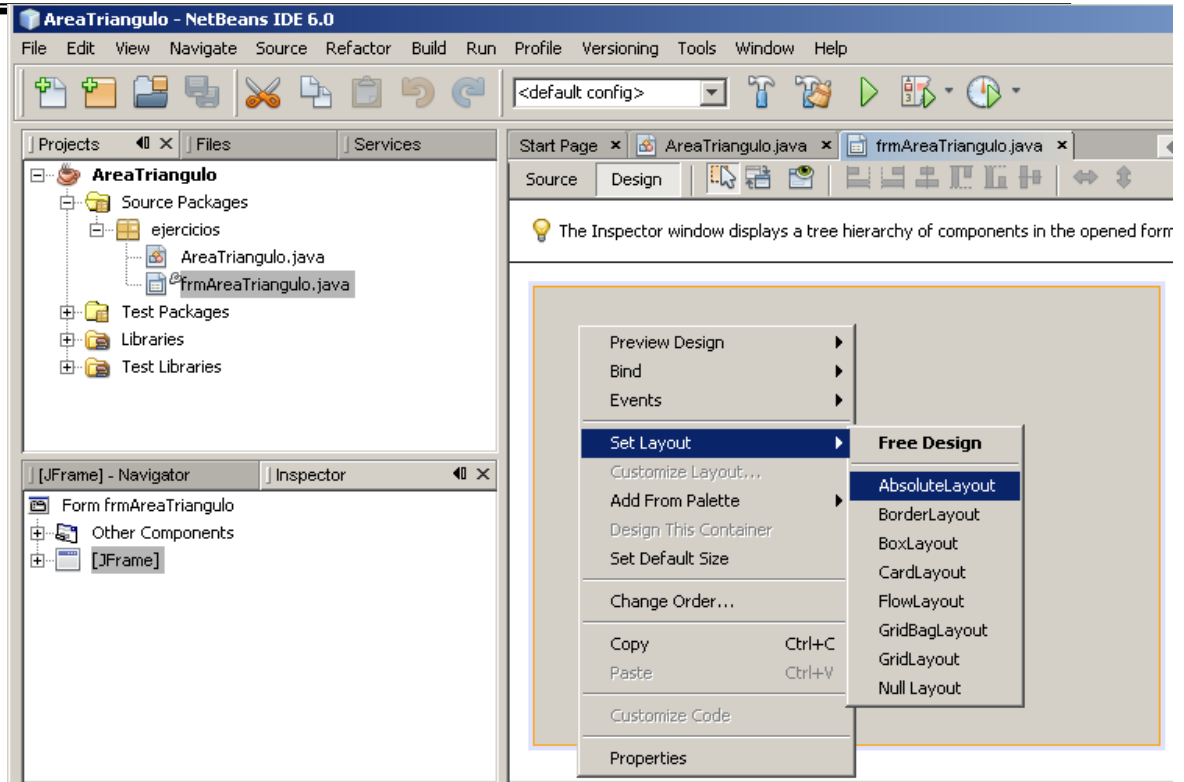 AreaTriangulo - NetBeans IDE 6.0
File Edit View Navigate Source Refactor Build Run Profile Versioning Tools Window Help
<default config>
Projects Files Services
AreaTriangulo
Source Packages
ejercicios
AreaTriangulo.java
frmAreaTriangulo.java
Test Packages
Libraries
Test Libraries
[JFrame] - Navigator Inspector
Form frmAreaTriangulo
Other Components
[JFrame]
Start Page AreaTriangulo.java frmAreaTriangulo.java
Source Design
The Inspector window displays a tree hierarchy of components in the opened form
Preview Design
Bind
Events
Set Layout
Customize Layout...
Add From Palette
Design This Container
Set Default Size
Change Order...
Copy Ctrl+C
Paste Ctrl+V
Customize Code
Properties
Free Design
AbsoluteLayout
BorderLayout
BoxLayout
CardLayout
FlowLayout
GridBagLayout
GridLayout
Null Layout